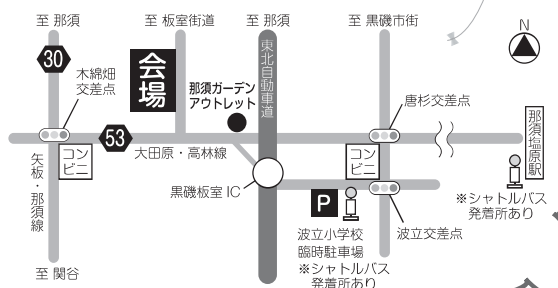 至 那須
至 板室街道
至 那須
至 黒磯市街
N
30
木綿畑
交差点
会場
那須ガーデン
アウトレット
東北自動車道
唐杉交差点
那須塩原駅
53
大田原・高林線
コン
ビニ
コン
ビニ
矢板・那須線
黒磯板室 IC
P
※シャトルバス
発着所あり
波立小学校
臨時駐車場
※シャトルバス
発着所あり
波立交差点
至 関谷